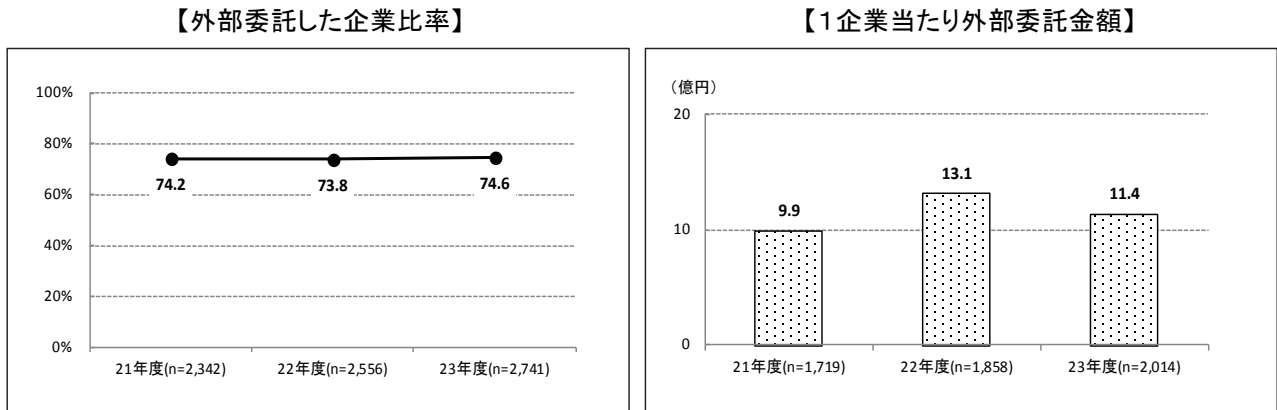 【外部委託した企業比率】
100%
80%
60%
40%
20%
0%
74.2
73.8
74.6
21年度(n=2,342)
22年度(n=2,556)
23年度(n=2,741)
【1企業当たり外部委託金額】
（億円）
20
10
0
9.9
13.1
11.4
21年度(n=1,719)
22年度(n=1,858)
23年度(n=2,014)